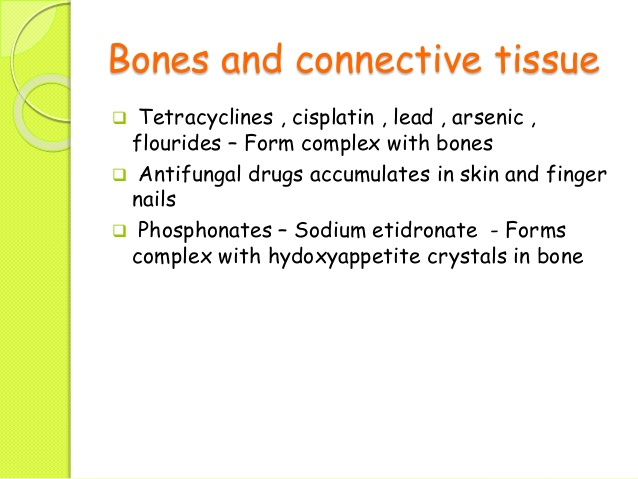 Bones and connective tissue
Tetracyclines , cisplatin , lead , arsenic ,
flourides – Form complex with bones
Antifungal drugs accumulates in skin and finger
nails
Phosphonates – Sodium etidronate - Forms
complex with hydoxyappetite crystals in bone